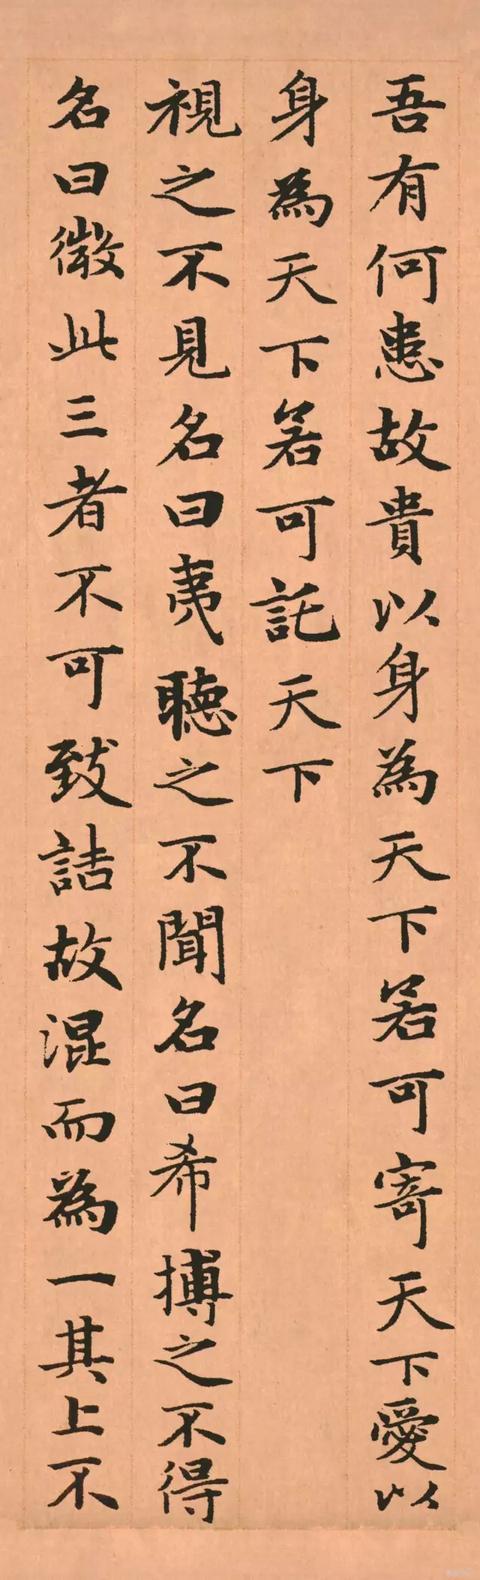 吾有何患故貴以身為天下若可寄天下愛以
身為天下若可託天下
視之不見名曰夷聽之不聞名曰希搏之不得
名曰微此三者不可致詰故混而為一其上不